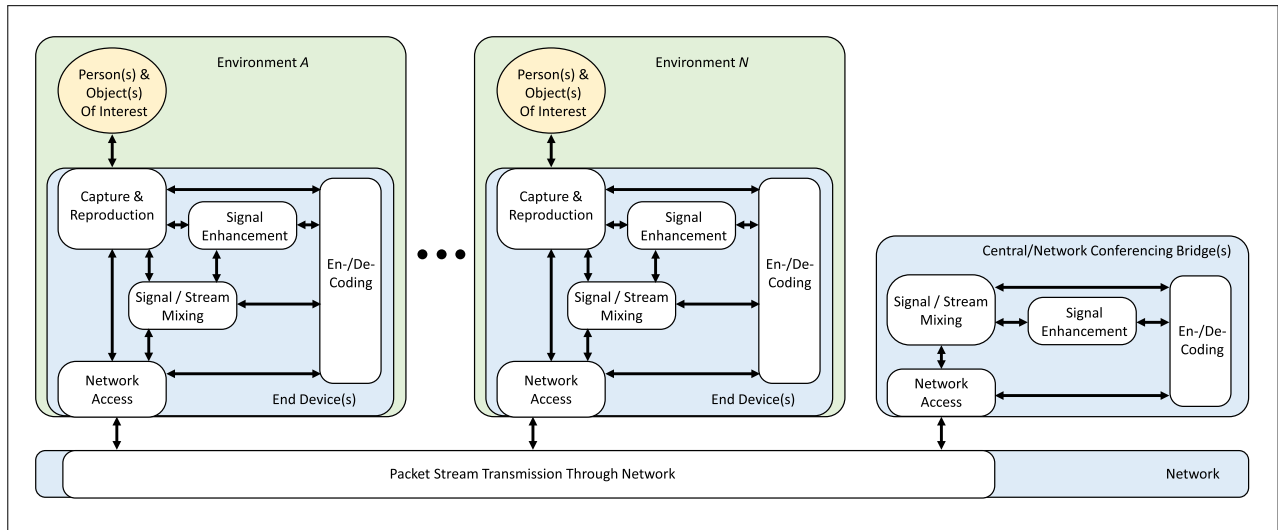 Environment A
Person(s) &
Object(s)
Of Interest
Capture &
Reproduction
Signal
Enhancement
En-/De-
Coding
Signal / Stream
Mixing
Network
Access
End Device(s)
Environment N
Person(s) &
Object(s)
Of Interest
Capture &
Reproduction
Signal
Enhancement
En-/De-
Coding
Signal / Stream
Mixing
Network
Access
End Device(s)
Central/Network Conferencing Bridge(s)
Signal / Stream
Mixing
Signal
Enhancement
En-/De-
Coding
Network
Access
Packet Stream Transmission Through Network
Network